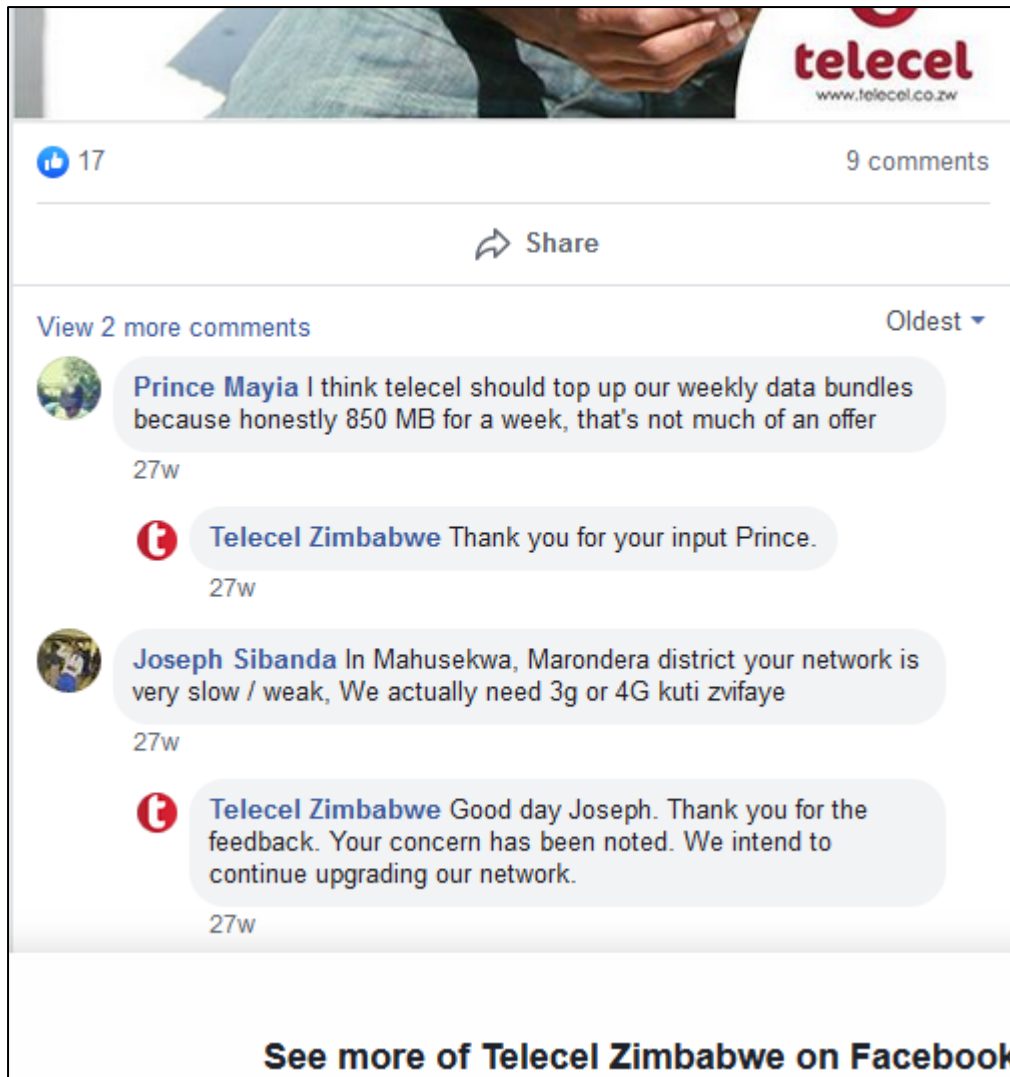 telecel
www.telecel.co.zw
17
9 comments
Share
View 2 more comments
Oldest
Prince Mayia I think telecel should top up our weekly data bundles
because honestly 850 MB for a week, that's not much of an offer
27w
Telecel Zimbabwe Thank you for your input Prince.
27w
Joseph Sibanda In Mahusekwa, Marondera district your network is
very slow / weak, We actually need 3g or 4G kuti zvifaye
27w
Telecel Zimbabwe Good day Joseph. Thank you for the
feedback. Your concern has been noted. We intend to
continue upgrading our network.
27w
See more of Telecel Zimbabwe on Facebook